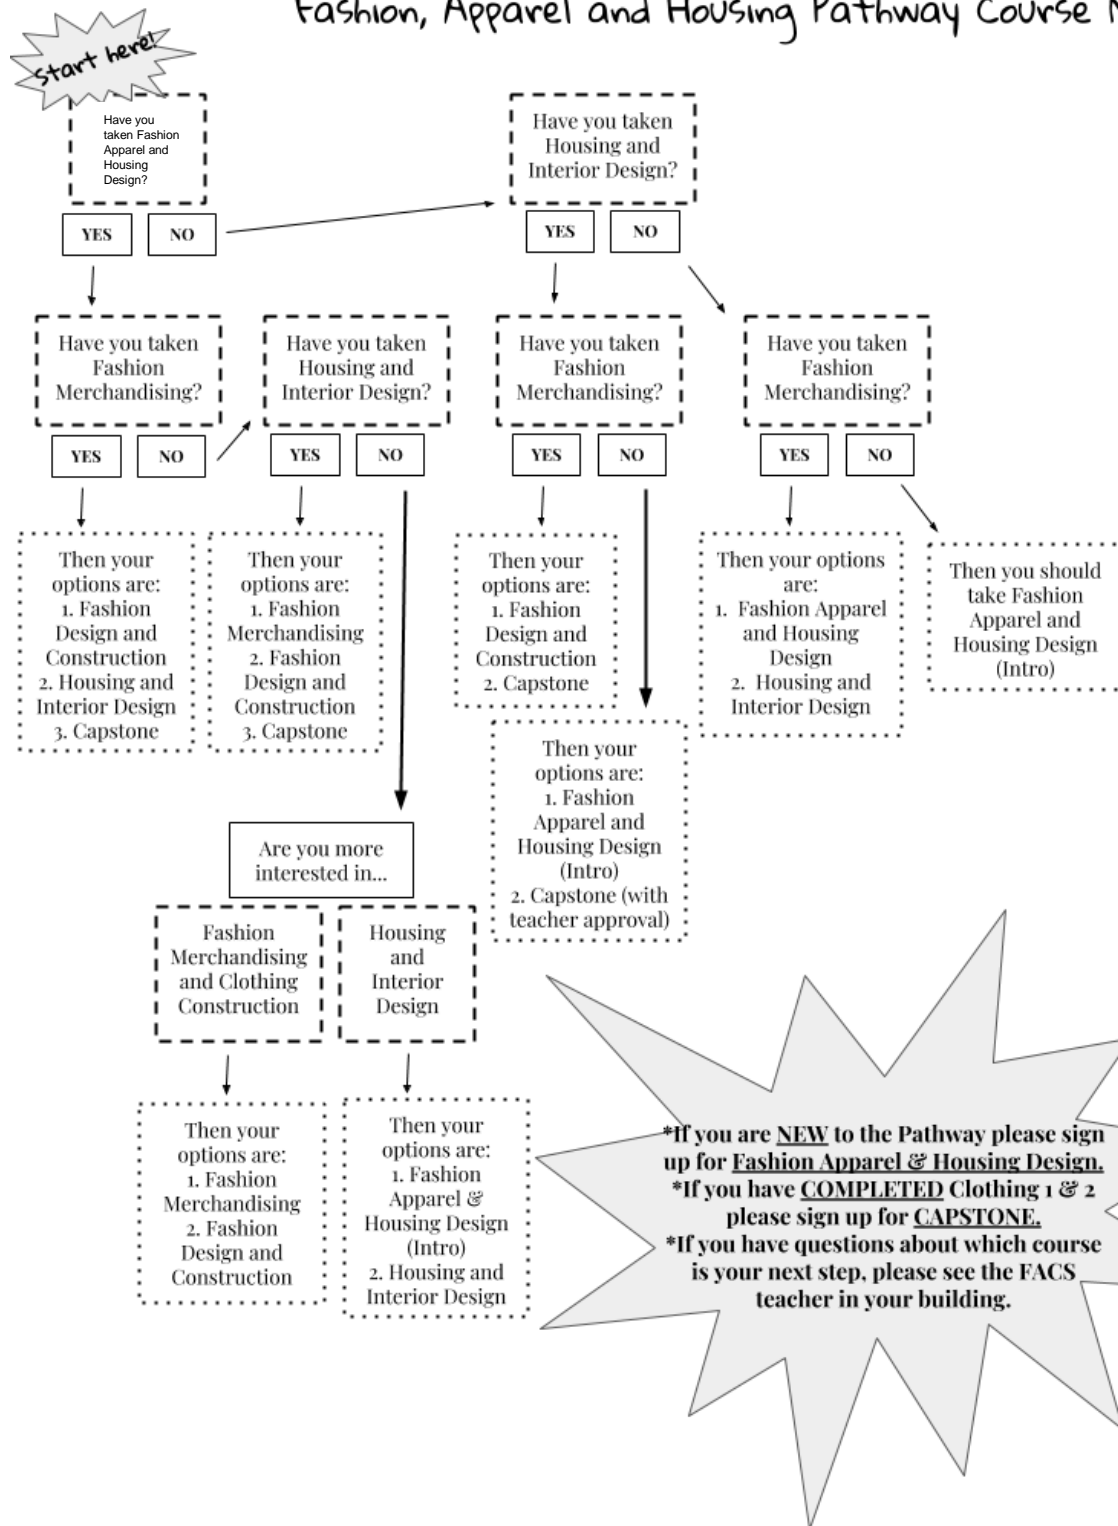 Fashion, Apparel and Housing Pathway Course
Start here!
Have you
taken Fashion
Apparel and
Housing
Design?
YES
NO
Have you taken
Housing and
Interior Design?
YES
NO
Have you taken
Fashion
Merchandising?
YES
NO
Have you taken
Housing and
Interior Design?
YES
NO
Have you taken
Fashion
Merchandising?
YES
NO
Have you taken
Fashion
Merchandising?
YES
NO
Then your
options are:
1. Fashion
Design and
Construction
2. Housing and
Interior Design
3. Capstone
Then your
options are:
1. Fashion
Merchandising
2. Fashion
Design and
Construction
3. Capstone
Then your
options are:
1. Fashion
Design and
Construction
2. Capstone
Then your options
are:
1. Fashion Apparel
and Housing
Design
2. Housing and
Interior Design
Then you should
take Fashion
Apparel and
Housing Design
(Intro)
Then your
options are:
1. Fashion
Apparel and
Housing Design
(Intro)
2. Capstone (with
teacher approval)
Are you more
interested in...
Fashion
Merchandising
and Clothing
Construction
Housing
and
Interior
Design
Then your
options are:
1. Fashion
Merchandising
2. Fashion
Design and
Construction
Then your
options are:
1. Fashion
Apparel &
Housing Design
(Intro)
2. Housing and
Interior Design
*If you are NEW to the Pathway please sign
up for Fashion Apparel & Housing Design.
*If you have COMPLETED Clothing 1 & 2
please sign up for CAPSTONE.
*If you have questions about which course
is your next step, please see the FACS
teacher in your building.